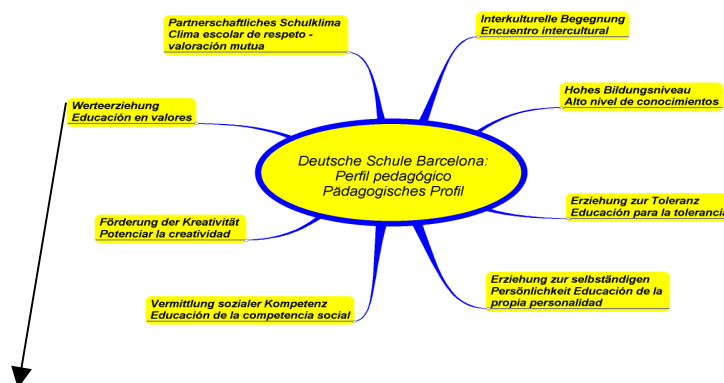 Partnerschaftliches Schulklima
Clima escolar de respeto -
valoración mutua
Interkulturelle Begegnung
Encuentro intercultural
Hohes Bildungsniveau
Alto nivel de conocimientos
Werteerziehung
Educación en valores
Deutsche Schule Barcelona:
Perfil pedagógico
Pädagogisches Profil
Erziehung zur Toleranz
Educación para la tolerancia
Förderung der Kreativität
Potenciar la creatividad
Erziehung zur selbständigen
Persönlichkeit Educación de la
propia personalidad
Vermittlung sozialer Kompetenz
Educación de la competencia social